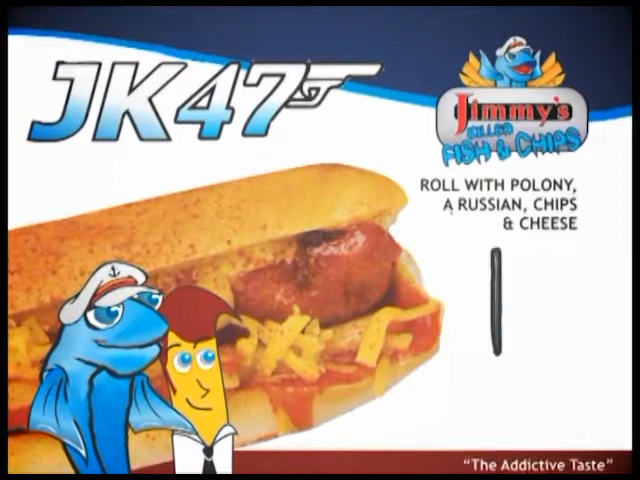 JK47
Jimmy's
KILLER
FISH & CHIPS
ROLL WITH POLONY,
A RUSSIAN, CHIPS
& CHEESE
"The Addictive Taste"